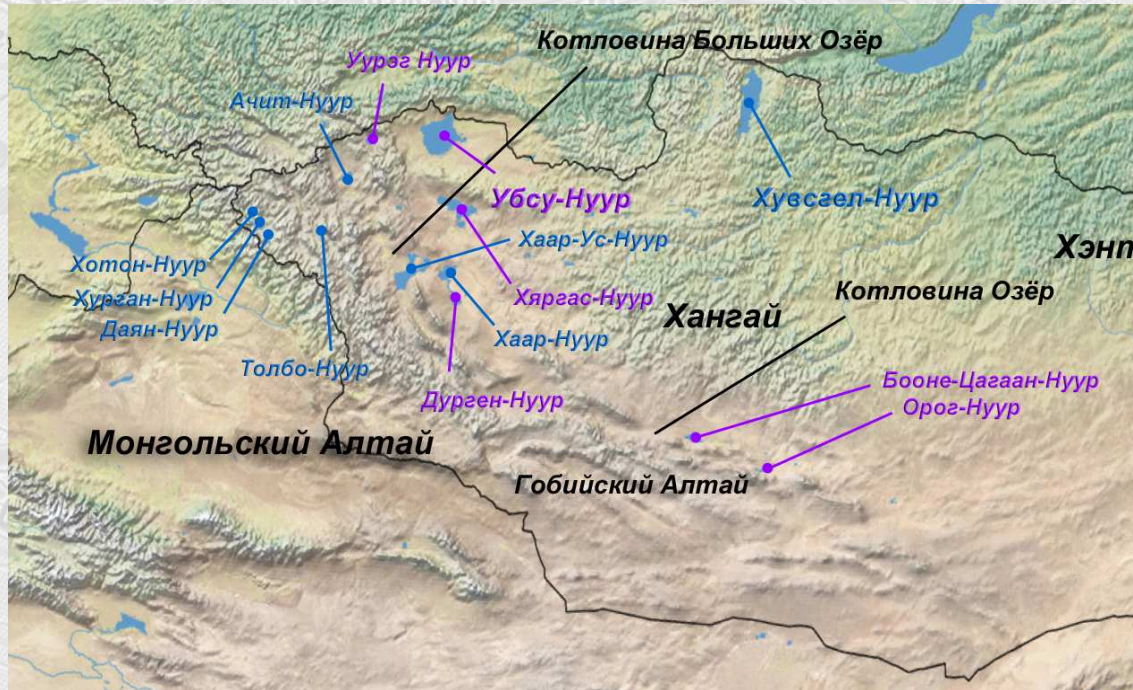 Котловина Больших Озёр
Уурэг Нуур
Ачит-Нуур
Убсу-Нуур
Хувсгел-Нуур
Хаар-Ус-Нуур
Хэнт
Хотон-Нуур
Котловина Озёр
Хурган-Нуур
Хяргас-Нуур
Хангай
Даян-Нуур
Хаар-Нуур
Толбо-Нуур
Бооне-Цагаан-Нуур
Дурген-Нуур
Орог-Нуур
Монгольский Алтай
Гобийский Алтай